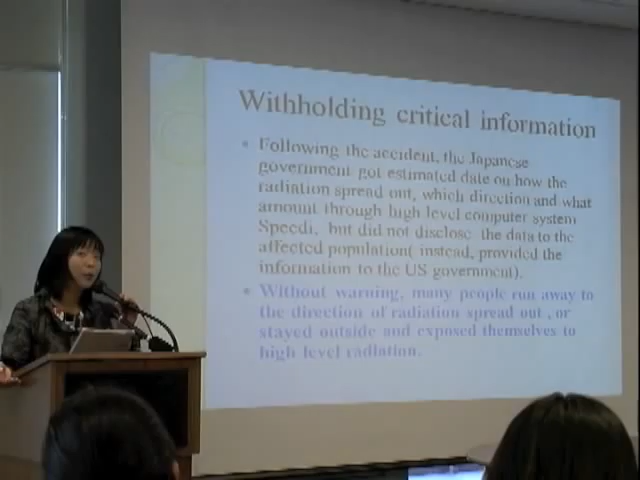 Withholding critical information
Following the accident, the Japanese
government got estimated date on how the
radiation spread out, which direction and what
amount through high level computer system
Speedi, but did not disclose the data to the
affected population( instead, provided the
information to the US government).
Without warning, many people run away to
the direction of radiation spread out , or
stayed outside and exposed themselves to
high level radiation.